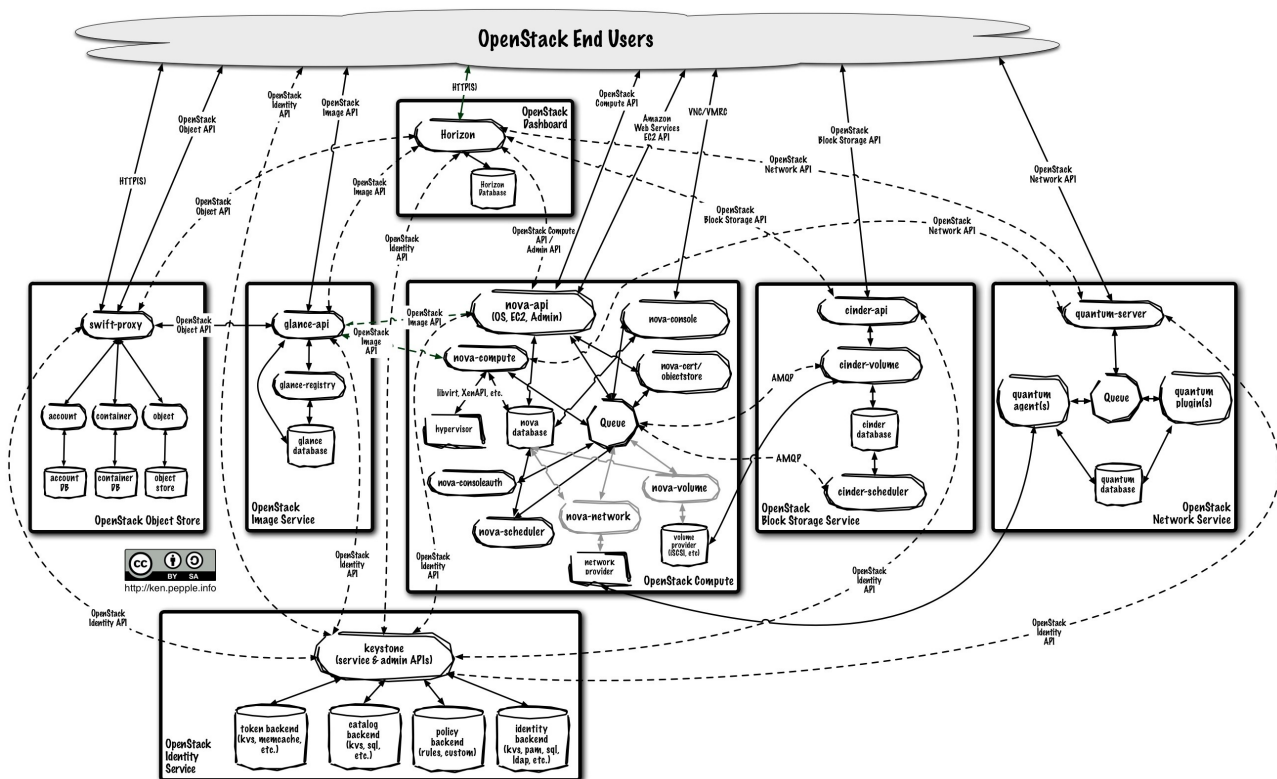 OpenStack End Users
HTTP(S)
OpenStack
Object API
OpenStack
Identity
API
OpenStack
Image API
HTTP(S)
OpenStack
Compute API
Amazon
Web Services
EC2 API
VNC/VMRC
OpenStack
Block Storage API
OpenStack
Network API
OpenStack
Dashboard
Horizon
Horizon
Database
OpenStack
Object API
OpenStack
Image API
OpenStack
Identity
API
OpenStack Compute
API /
Admin API
OpenStack
Block Storage API
OpenStack
Network API
OpenStack
Network API
swift-proxy
account
container
object
account
DB
container
DB
object
store
OpenStack Object Store
OpenStack
Object API
glance-api
glance-registry
glance
database
OpenStack
Image Service
OpenStack
Image API
OpenStack
Image API
nova-api
(OS, EC2, Admin)
nova-console
nova-compute
nova-cert/
objectstore
libvirt, XenAPI, etc.
hypervisor
nova
database
Queue
nova-consoleauth
nova-volume
nova-network
nova-scheduler
volume
provider
(iSCSI, etc)
network
provider
OpenStack Compute
AMQP
AMQP
cinder-api
cinder-volume
cinder
database
cinder-scheduler
OpenStack
Block Storage Service
quantum-server
quantum
agent(s)
Queue
quantum
plugin(s)
quantum
database
OpenStack
Network Service
cc
BY SA
http://ken.pepple.info
OpenStack
Identity API
OpenStack
Identity
API
OpenStack
Identity
API
OpenStack
Identity
API
OpenStack
Identity
API
keystone
(service & admin APIs)
token backend
(kvs, memcache,
etc.)
catalog
backend
(kvs, sql,
etc.)
policy
backend
(rules, custom)
identity
backend
(kvs, pam, sql,
ldap, etc.)
OpenStack
Identity
Service